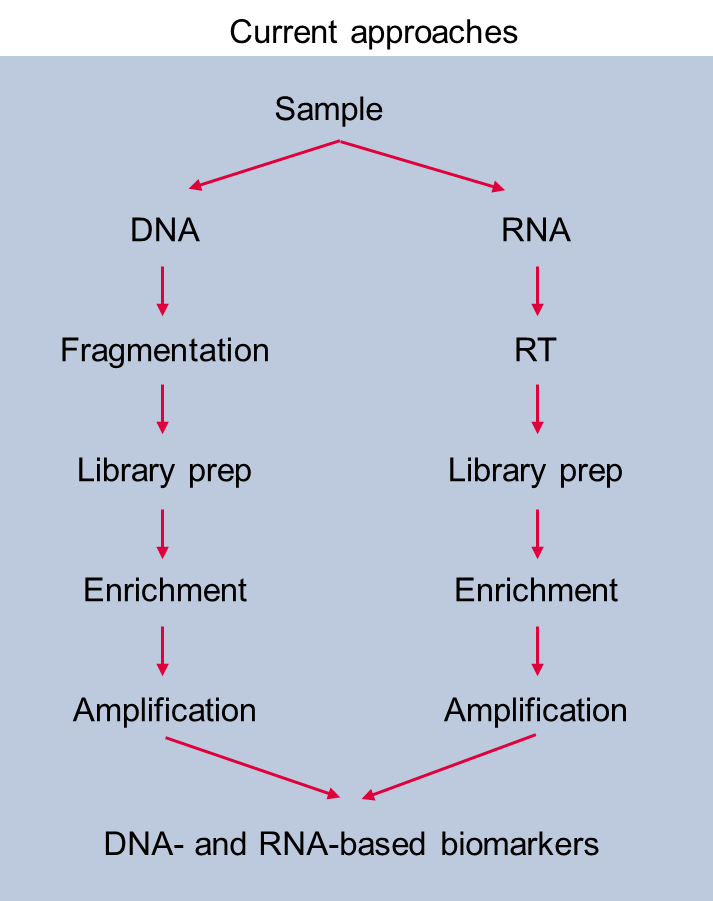 Current approaches
Sample
DNA
RNA
Fragmentation
RT
Library prep
Library prep
Enrichment
Enrichment
Amplification
Amplification
DNA- and RNA-based biomarkers